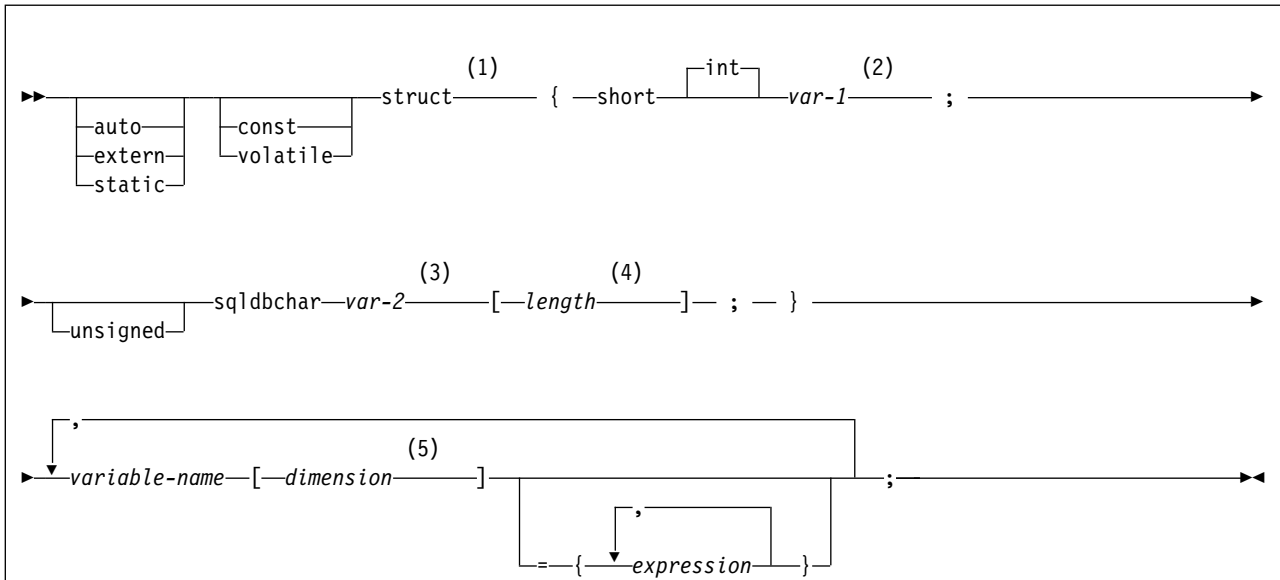 (1) int (2)
struct { short var-1 ;
auto const
extern volatile
static
(3) (4)
sqldbchar var-2 [ length ] ; }
unsigned
,
(5)
variable-name [ dimension ] ;
,
= { expression }